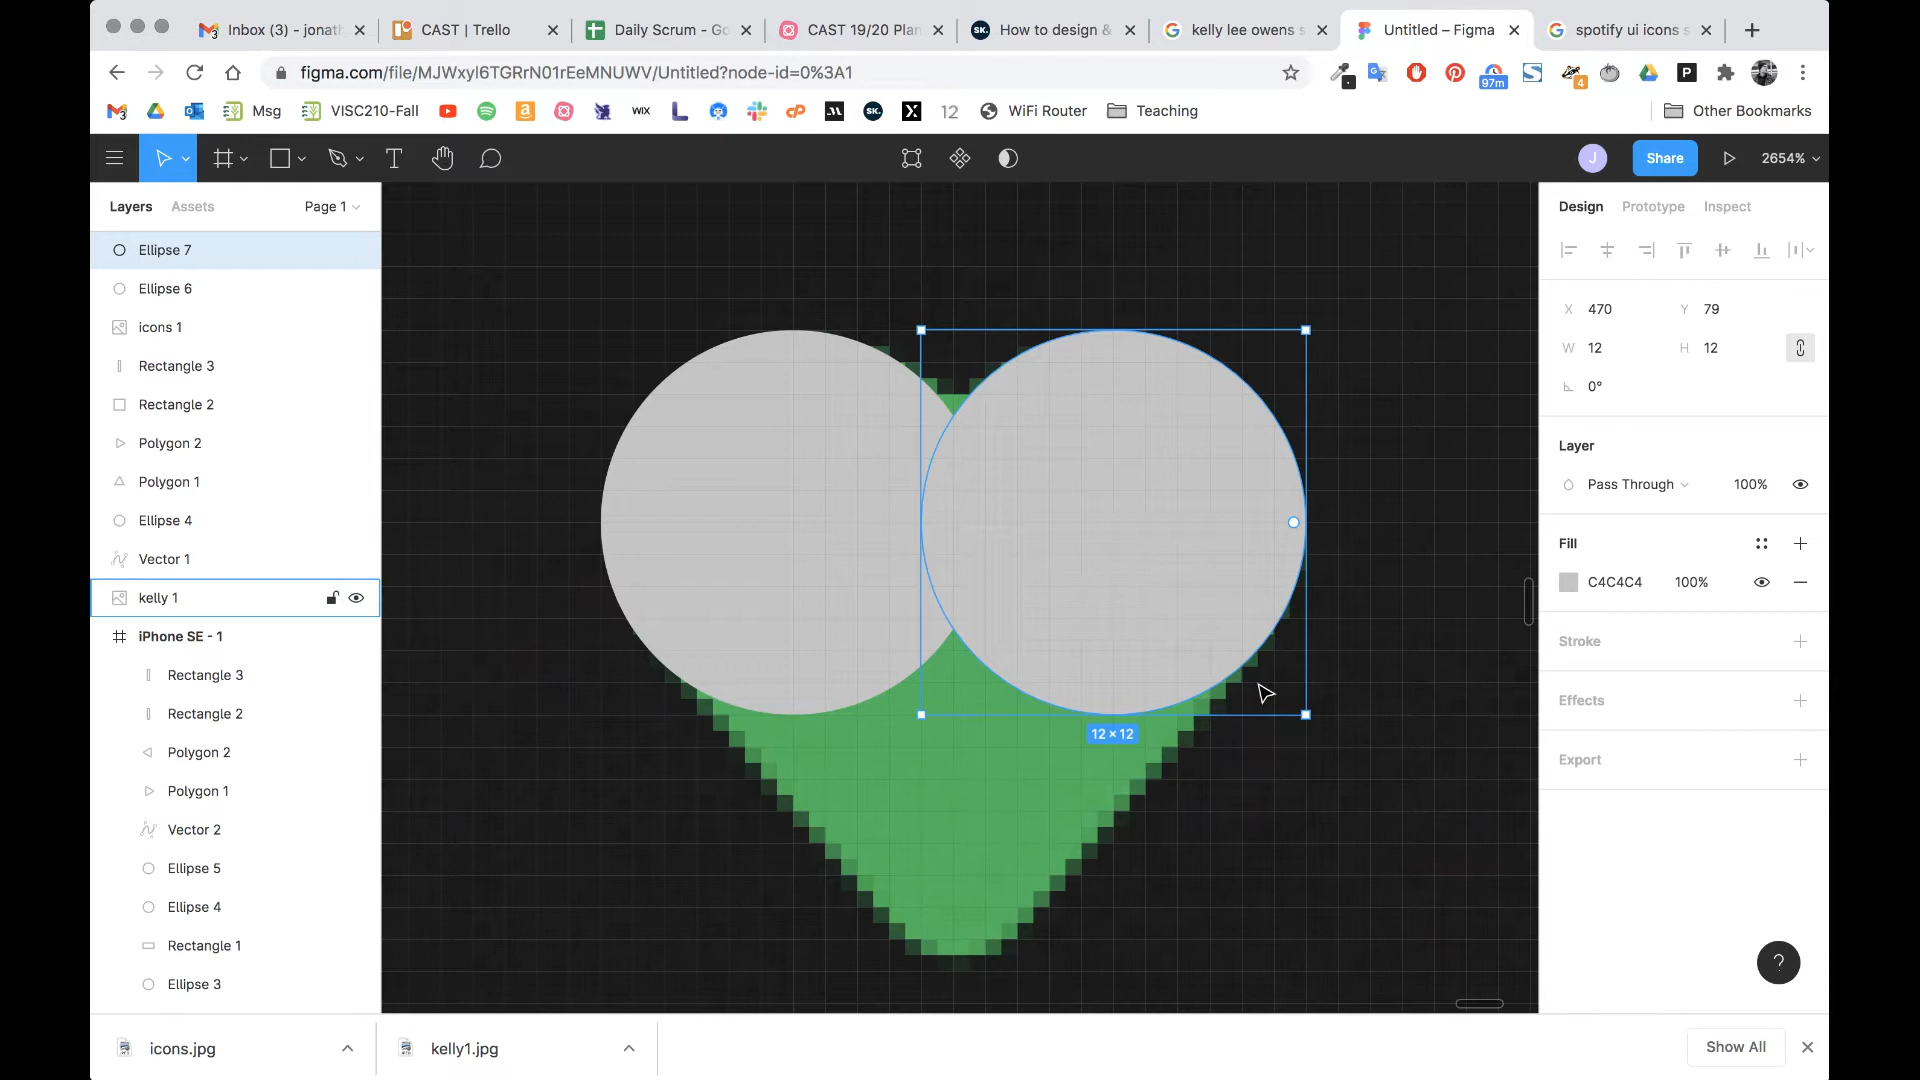 Inbox (3) - jonath
CAST | Trello
Daily Scrum - Go
CAST 19/20 Plan
SK.
How to design &
kelly lee owens s
Untitled – Figma
spotify ui icons s
figma.com/file/MJWxyl6TGRrN01rEeMNUWV/Untitled?node-id=0%3A1
97m
4
P
Msg
VISC210-Fall
WIX
SK.
12
WiFi Router
Teaching
Other Bookmarks
J
Share
2654%
Layers
Assets
Page 1
Ellipse 7
Ellipse 6
icons 1
Rectangle 3
Rectangle 2
Polygon 2
Polygon 1
Ellipse 4
Vector 1
kelly 1
iPhone SE - 1
Rectangle 3
Rectangle 2
Polygon 2
Polygon 1
Vector 2
Ellipse 5
Ellipse 4
Rectangle 1
Ellipse 3
12 × 12
Design
Prototype
Inspect
X 470 Y 79
W 12 H 12
0°
Layer
Pass Through 100%
Fill
C4C4C4 100%
Stroke
Effects
Export
?
icons.jpg
kelly1.jpg
Show All